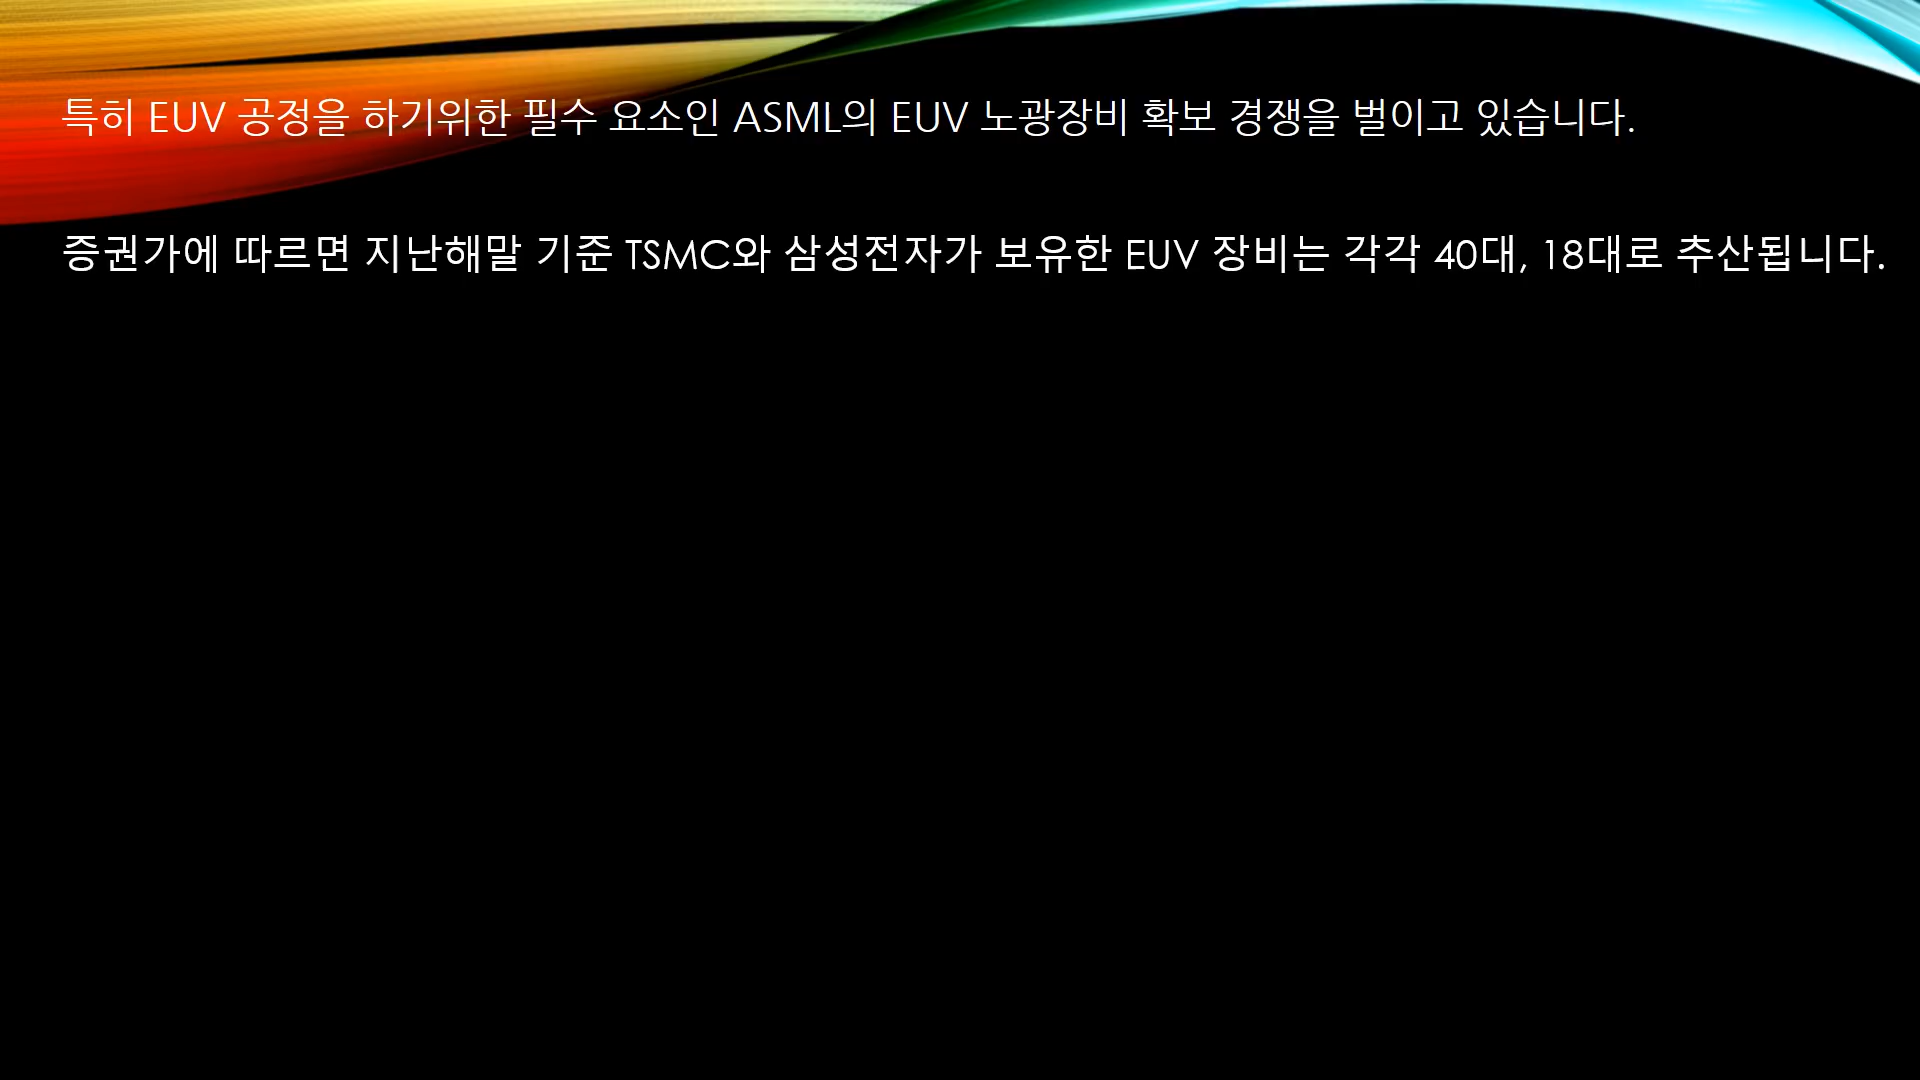 특히 EUV 공정을 하기위한 필수 요소인 ASML의 EUV 노광장비 확보 경쟁을 벌이고 있습니다.
증권가에 따르면 지난해말 기준 TSMC와 삼성전자가 보유한 EUV 장비는 각각 40대, 18대로 추산됩니다.